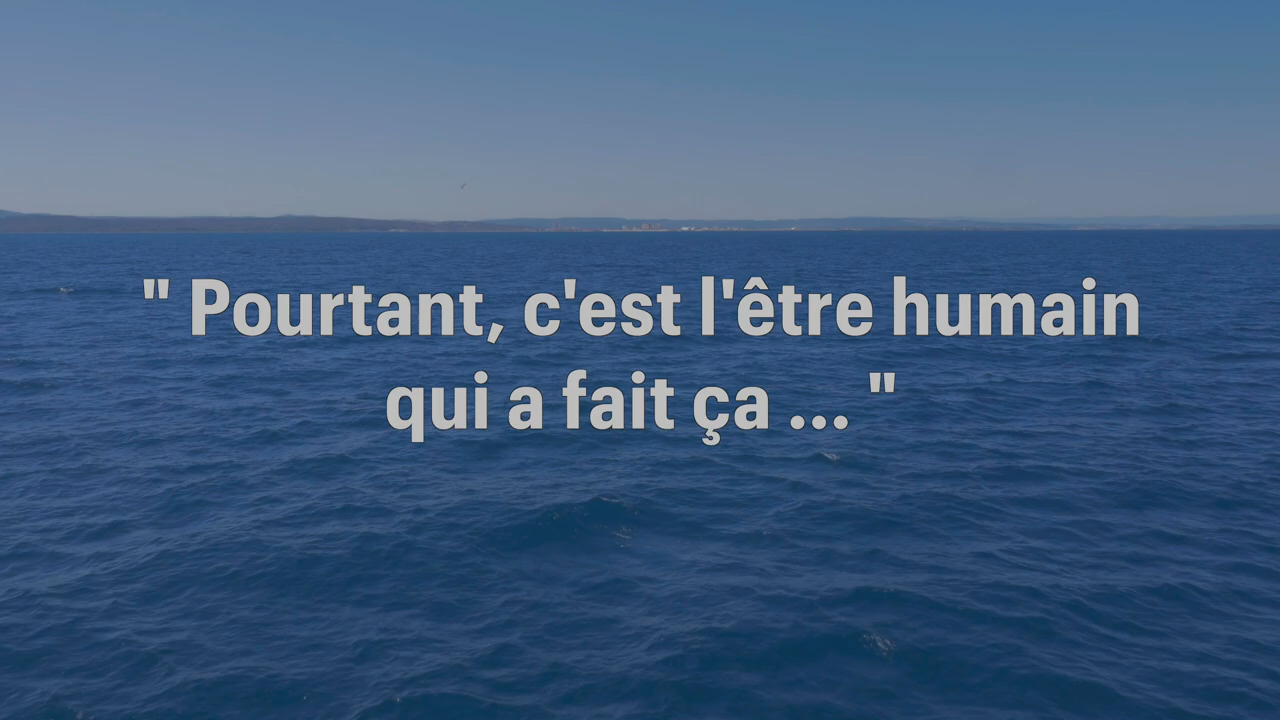 " Pourtant, c'est l'être humain
qui a fait ça ... "